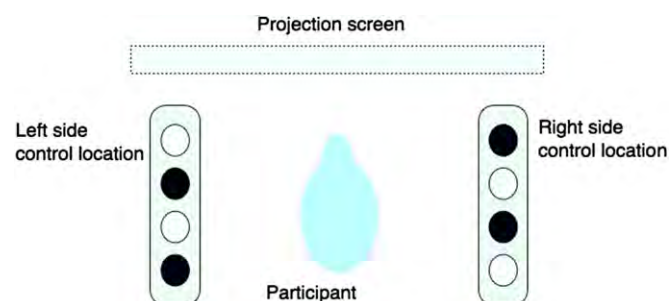 Projection screen
Left side
control location
Right side
control location
Participant